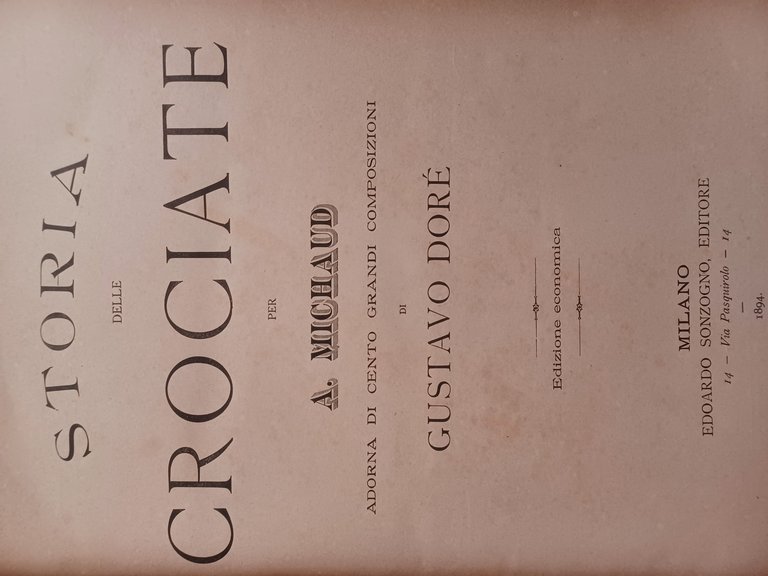 STORIA
DELLE
CROCIATE
PER
A. MICHAUD
ADORNA DI CENTO GRANDI COMPOSIZIONI
DI
GUSTAVO DORÉ
Edizione economica
MILANO
EDOARDO SONZOGNO, EDITORE
14 — Via Pasquirolo — 14
—
1894.